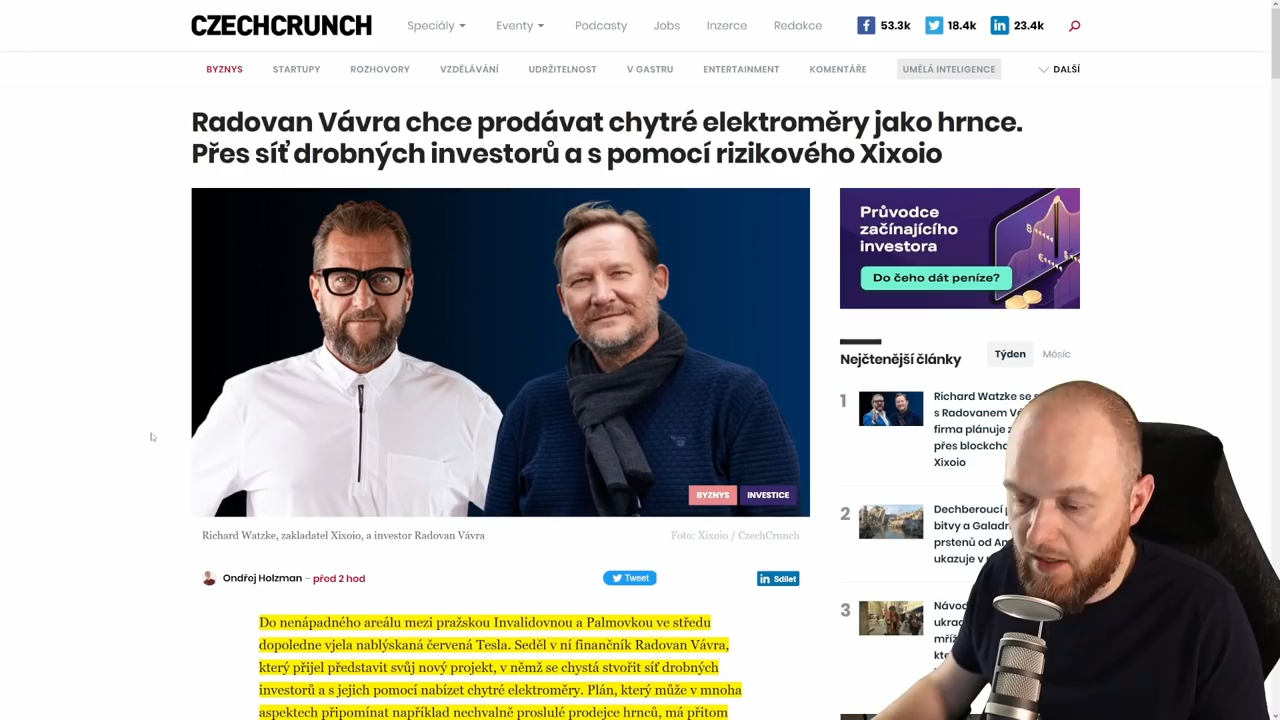 CZECHCRUNCH
Speciály
Eventy
Podcasty
Jobs
Inzerce
Redakce
53.3k
18.4k
23.4k
BYZNYS
STARTUPY
ROZHOVORY
VZDĚLÁVÁNÍ
UDRŽITELNOST
V GASTRU
ENTERTAINMENT
KOMENTÁŘE
UMĚLÁ INTELIGENCE
DALŠÍ
Radovan Vávra chce prodávat chytré elektroměry jako hrnce.
Přes síť drobných investorů a s pomocí rizikového Xixoio
BYZNYS
INVESTICE
Richard Watzke, zakladatel Xixoio, a investor Radovan Vávra
Foto: Xixoio / CzechCrunch
Ondřej Holzman – před 2 hod
Tweet
Sdílet
Do nenápadného areálu mezi pražskou Invalidovnou a Palmovkou ve středu
dopoledne vjela nablýskaná červená Tesla. Seděl v ní finančník Radovan Vávra,
který přijel představit svůj nový projekt, v němž se chystá stvořit síť drobných
investorů a s jejich pomocí nabízet chytré elektroměry. Plán, který může v mnoha
aspektech připomínat například nechvalně proslulé prodejce hrnců, má přitom
Průvodce
začínajícího
investora
Do čeho dát peníze?
Nejčtenější články
Týden
Měsíc
1
Richard Watzke se
s Radovanem
firma plánuje
přes
Xixoio
2
Dechberoucí
bitvy a
prstenů od
ukazuje v
3